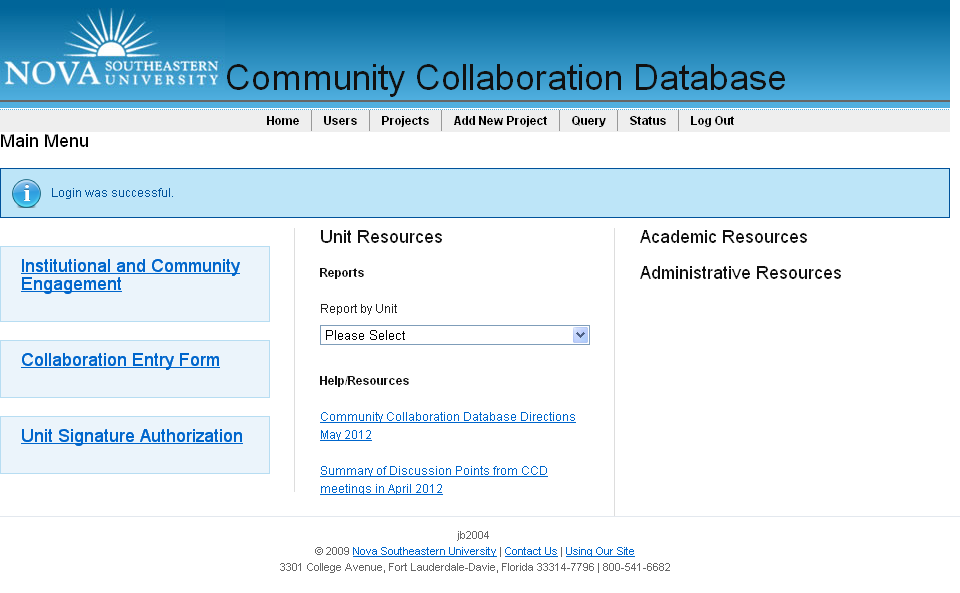 NOVA SOUTHEASTERN
UNIVERSITY
Community Collaboration Database
Home Users Projects Add New Project Query Status Log Out
Main Menu
Login was successful.
Institutional and Community
Engagement
Collaboration Entry Form
Unit Signature Authorization
Unit Resources
Reports
Report by Unit
Please Select
Help/Resources
Community Collaboration Database Directions
May 2012
Summary of Discussion Points from CCD
meetings in April 2012
Academic Resources
Administrative Resources
jb2004
© 2009 Nova Southeastern University | Contact Us | Using Our Site
3301 College Avenue, Fort Lauderdale-Davie, Florida 33314-7796 | 800-541-6682